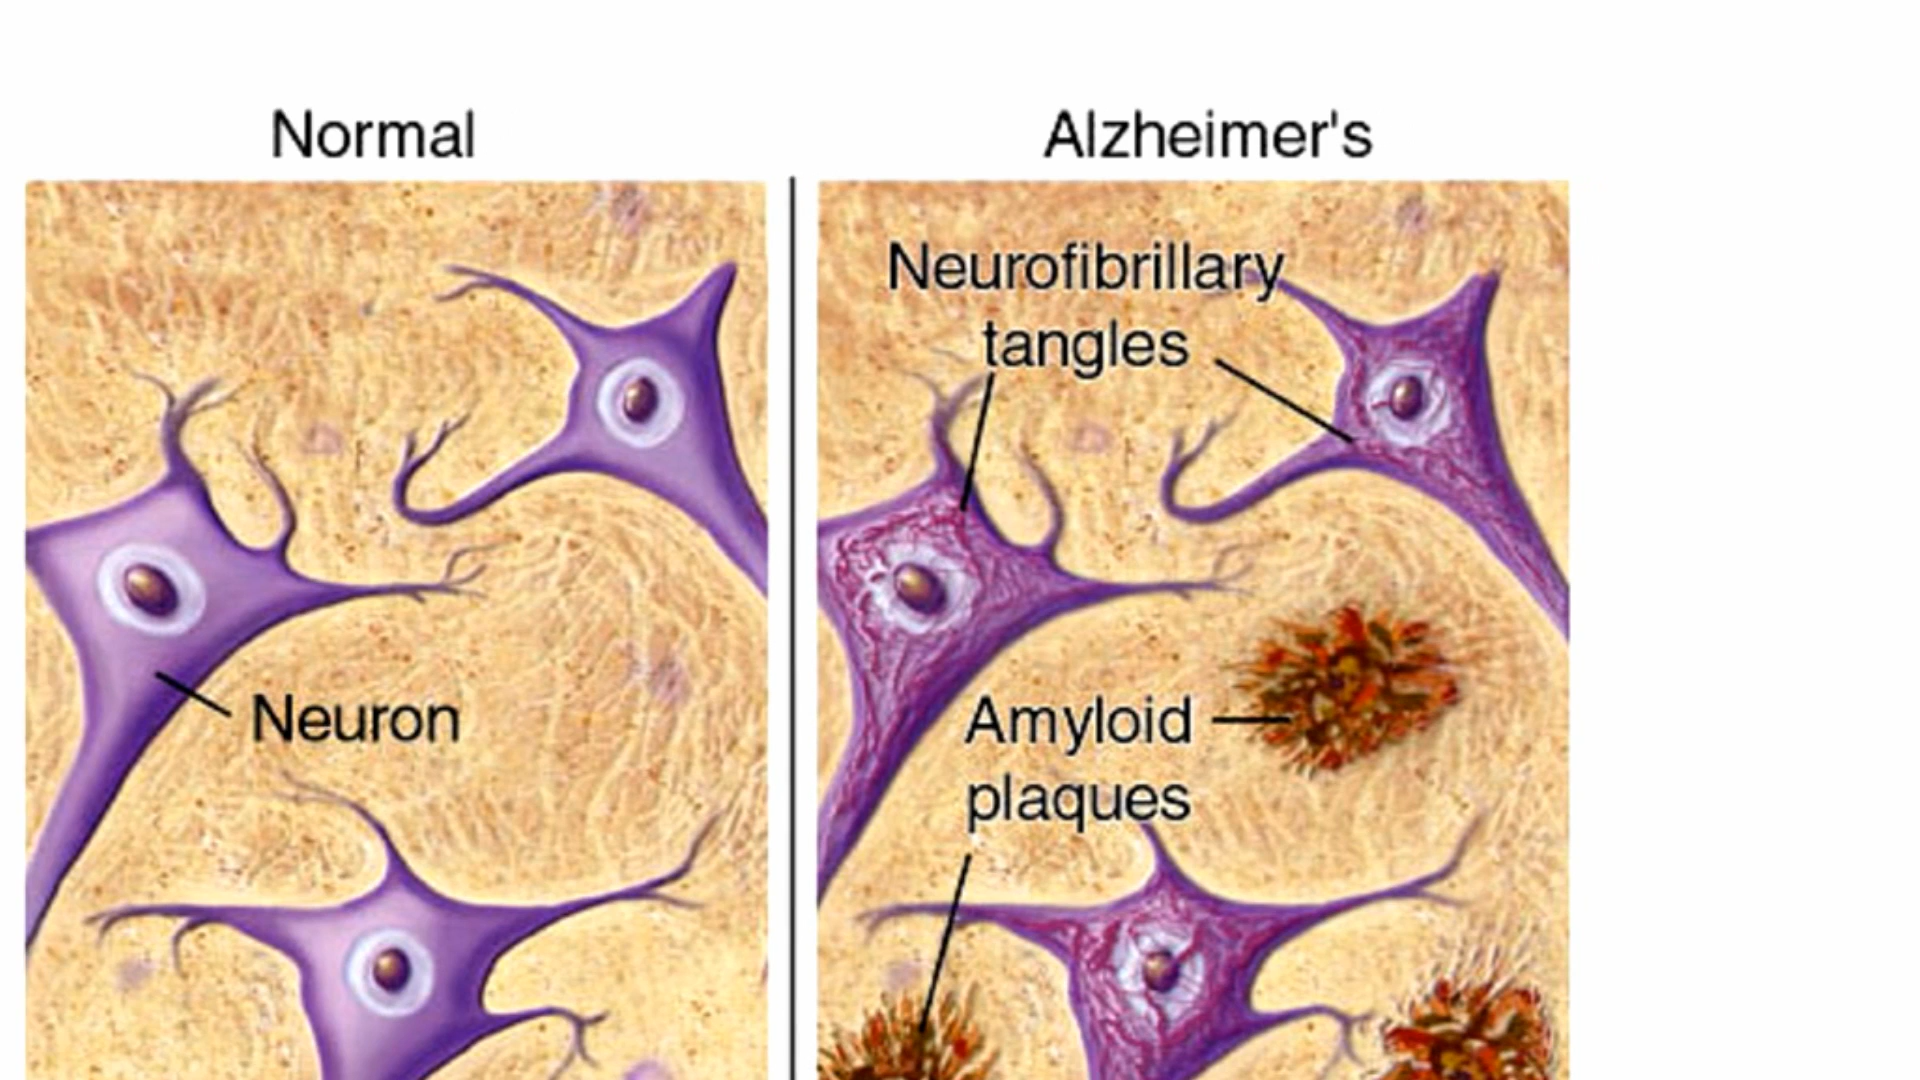 Normal
Neuron
Alzheimer's
Neurofibrillary
tangles
Amyloid
plaques